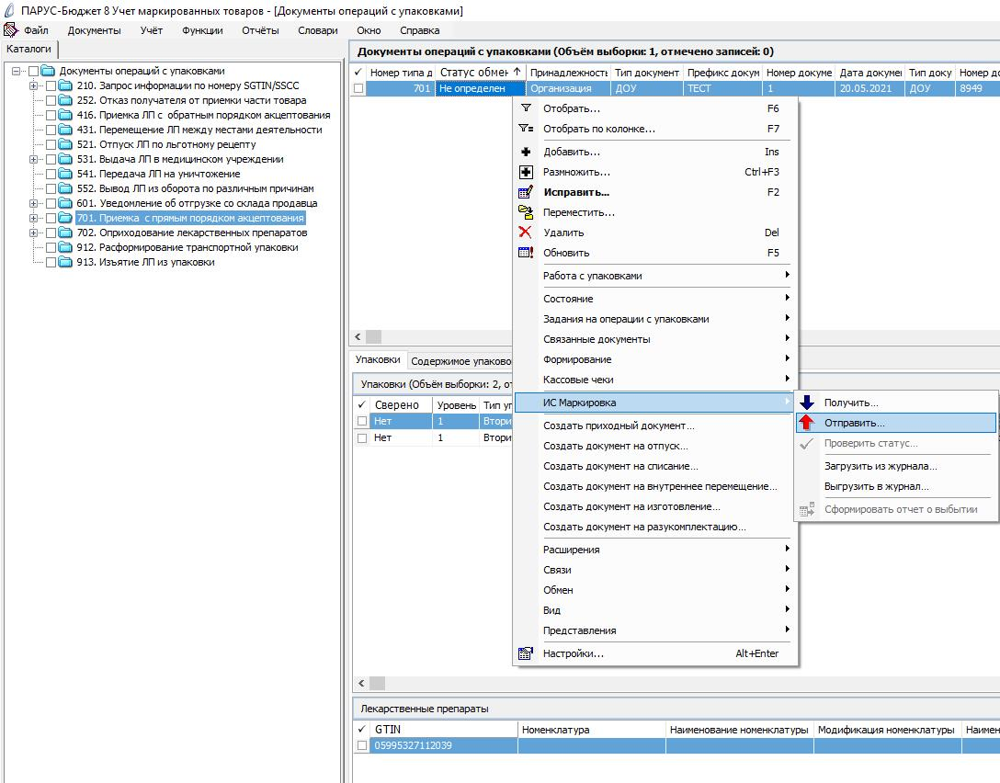 ПАРУС-Бюджет 8 Учет маркированных товаров - [Документы операций с упаковками]
Файл Документы Учёт Функции Отчёты Словари Окно Справка
Каталоги
Документы операций с упаковками
210. Запрос информации по номеру SGTIN/SSCC
252. Отказ получателя от приемки части товара
416. Приемка ЛП с обратным порядком акцептования
431. Перемещение ЛП между местами деятельности
521. Отпуск ЛП по льготному рецепту
531. Выдача ЛП в медицинском учреждении
541. Передача ЛП на уничтожение
552. Вывод ЛП из оборота по различным причинам
601. Уведомление об отгрузке со склада продавца
701. Приемка с прямым порядком акцептования
702. Оприходование лекарственных препаратов
912. Расформирование транспортной упаковки
913. Изъятие ЛП из упаковки
Документы операций с упаковками (Объём выборки: 1, отмечено записей: 0)
Номер типа д Статус обмен Принадлежность Тип документ Префикс докум Номер докуме Дата докумен Тип доку Номер до
701 Не определен Организация ДОУ ТЕСТ 1 20.05.2021 ДОУ 8949
Отобрать... F6
Отобрать по колонке... F7
Добавить... Ins
Размножить... Ctrl+F3
Исправить... F2
Переместить...
Удалить Del
Обновить F5
Работа с упаковками
Состояние
Задания на операции с упаковками
Связанные документы
Формирование
Кассовые чеки
ИС Маркировка
Создать приходный документ...
Создать документ на отпуск...
Создать документ на списание...
Создать документ на внутреннее перемещение...
Создать документ на изготовление...
Создать документ на разукомплектацию...
Расширения
Связи
Обмен
Вид
Представления
Настройки... Alt+Enter
Получить...
Отправить...
Проверить статус...
Загрузить из журнала...
Выгрузить в журнал...
Сформировать отчет о выбытии
Упаковки Содержимое упаково
Упаковки (Объём выборки: 2, от
Сверено Уровень Тип уп
Нет 1 Втори
Нет 1 Втори
Лекарственные препараты
GTIN Номенклатура Наименование номенклатуры Модификация номенклатуры Наимен
05995327112039